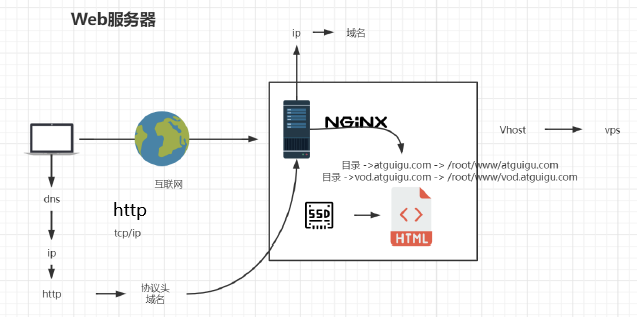 Web服务器
ip
域名
NGINX
Vhost
vps
目录 ->atguigu.com -> /root/www/atguigu.com
目录 ->vod.atguigu.com -> /root/www/vod.atguigu.com
互联网
dns
http
tcp/ip
SSD
HTML
ip
http
协议头
域名